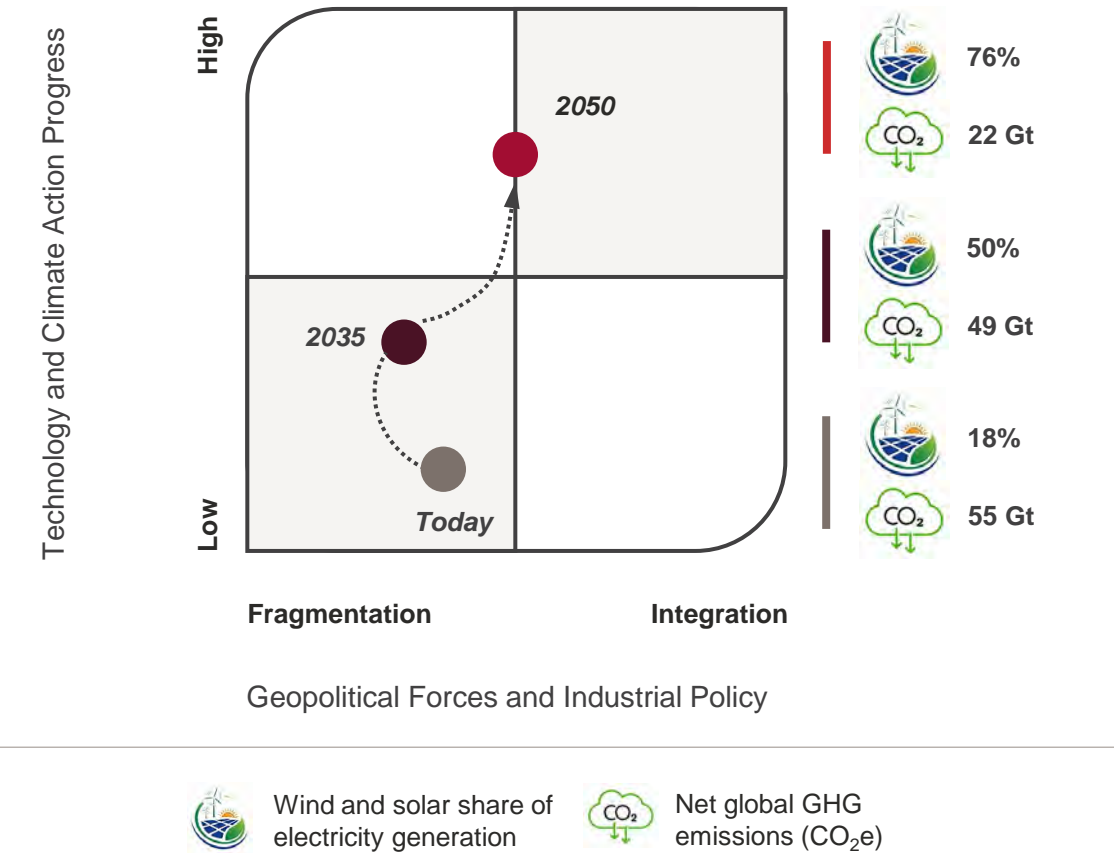 Technology and Climate Action Progress
High
Low
2050
2035
Today
76%
CO₂
22 Gt
50%
CO₂
49 Gt
18%
CO₂
55 Gt
Fragmentation
Integration
Geopolitical Forces and Industrial Policy
Wind and solar share of
electricity generation
CO₂
Net global GHG
emissions (CO₂e)